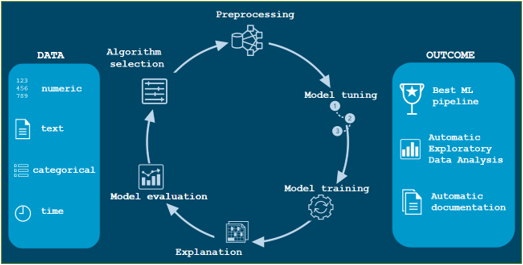 Preprocessing
DATA
OUTCOME
Algorithm
selection
123
456
789
numeric
text
categorical
time
Model tuning
1
2
3
Model training
Explanation
Model evaluation
Best ML
pipeline
Automatic
Exploratory
Data Analysis
Automatic
documentation